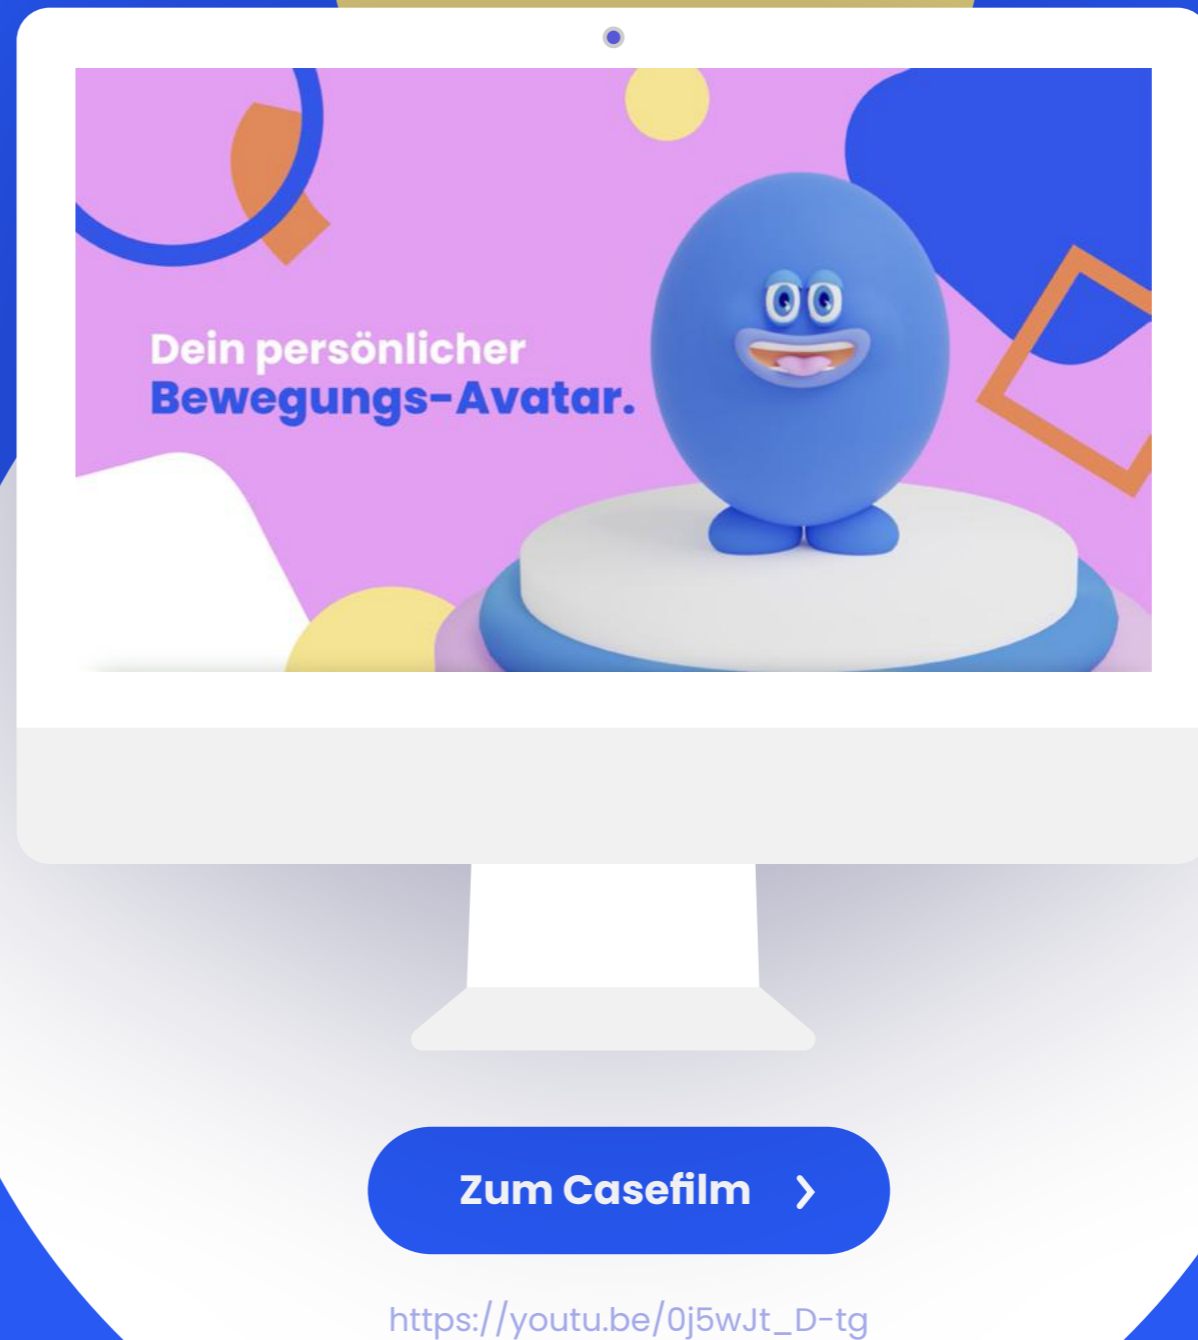 Dein persönlicher
Bewegungs-Avatar.
Zum Casefilm
https://youtu.be/0j5wJt_D-tg